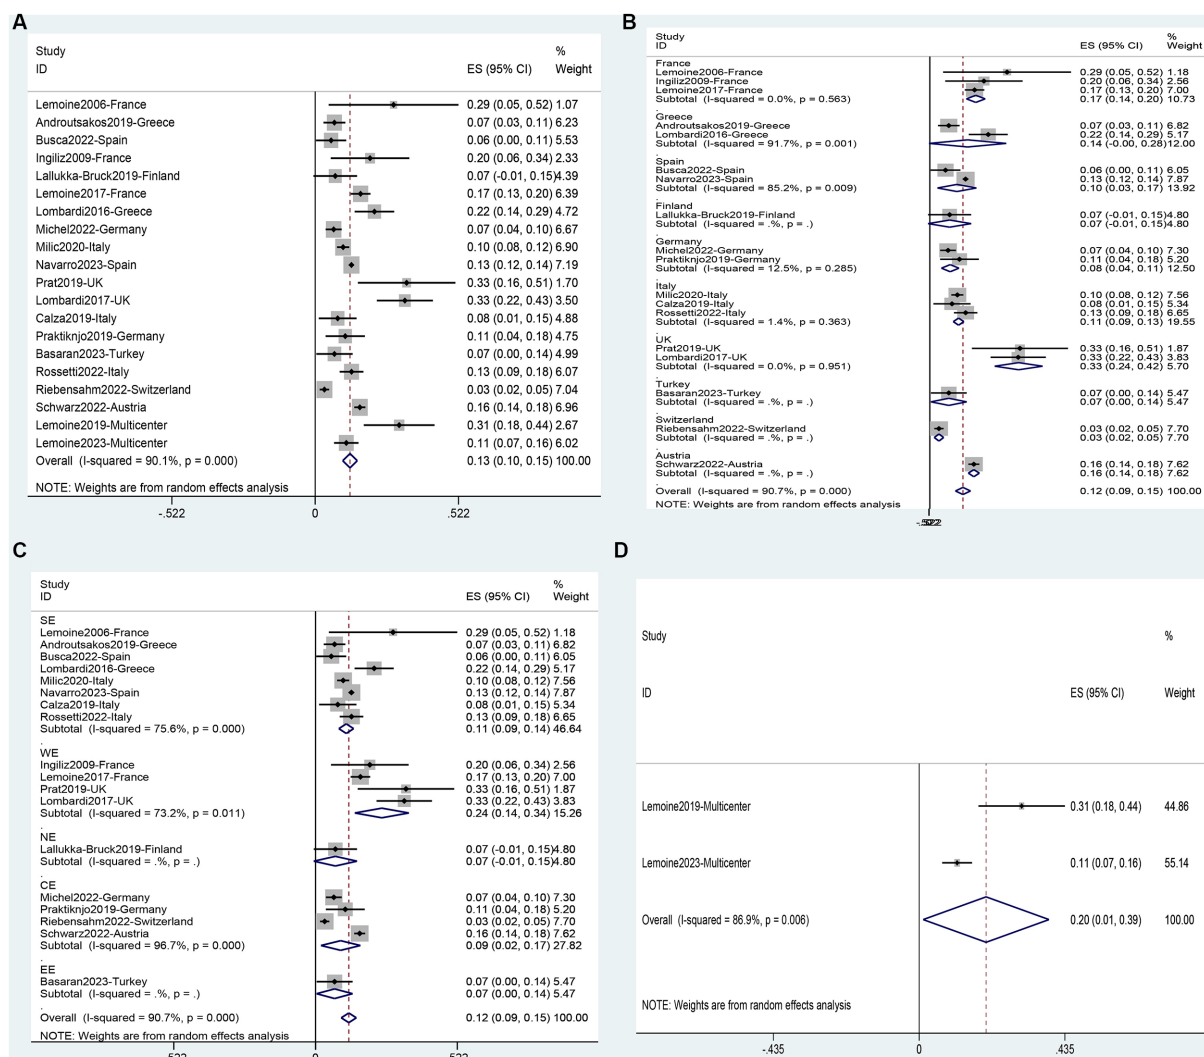 A
Study %
ID ES (95% CI) Weight
Lemoine2006-France 0.29 (0.05, 0.52) 1.07
Androutsakos2019-Greece 0.07 (0.03, 0.11) 6.23
Busca2022-Spain 0.06 (0.00, 0.11) 5.53
Ingiliz2009-France 0.20 (0.06, 0.34) 2.33
Lallukka-Bruck2019-Finland 0.07 (-0.01, 0.15) 4.39
Lemoine2017-France 0.17 (0.13, 0.20) 6.39
Lombardi2016-Greece 0.22 (0.14, 0.29) 4.72
Michel2022-Germany 0.07 (0.04, 0.10) 6.67
Milic2020-Italy 0.10 (0.08, 0.12) 6.90
Navarro2023-Spain 0.13 (0.12, 0.14) 7.19
Prat2019-UK 0.33 (0.16, 0.51) 1.70
Lombardi2017-UK 0.33 (0.22, 0.43) 3.50
Calza2019-Italy 0.08 (0.01, 0.15) 4.88
Praktiknjo2019-Germany 0.11 (0.04, 0.18) 4.75
Basaran2023-Turkey 0.07 (0.00, 0.14) 4.99
Rossetti2022-Italy 0.13 (0.09, 0.18) 6.07
Riebensahm2022-Switzerland 0.03 (0.02, 0.05) 7.04
Schwarz2022-Austria 0.16 (0.14, 0.18) 6.96
Lemoine2019-Multicenter 0.31 (0.18, 0.44) 2.67
Lemoine2023-Multicenter 0.11 (0.07, 0.16) 6.02
Overall (I-squared = 90.1%, p = 0.000) 0.13 (0.10, 0.15) 100.00
NOTE: Weights are from random effects analysis
-.522 0 .522
B
Study %
ID ES (95% CI) Weight
France
Lemoine2006-France 0.29 (0.05, 0.52) 1.18
Ingiliz2009-France 0.20 (0.06, 0.34) 2.56
Lemoine2017-France 0.17 (0.13, 0.20) 7.00
Subtotal (I-squared = 0.0%, p = 0.563) 0.17 (0.14, 0.20) 10.73
.
Greece
Androutsakos2019-Greece 0.07 (0.03, 0.11) 6.82
Lombardi2016-Greece 0.22 (0.14, 0.29) 5.17
Subtotal (I-squared = 91.7%, p = 0.001) 0.14 (-0.00, 0.28) 12.00
.
Spain
Busca2022-Spain 0.06 (0.00, 0.11) 6.05
Navarro2023-Spain 0.13 (0.12, 0.14) 7.87
Subtotal (I-squared = 85.2%, p = 0.009) 0.10 (0.03, 0.17) 13.92
.
Finland
Lallukka-Bruck2019-Finland 0.07 (-0.01, 0.15) 4.80
Subtotal (I-squared = .%, p = .) 0.07 (-0.01, 0.15) 4.80
.
Germany
Michel2022-Germany 0.07 (0.04, 0.10) 7.30
Praktiknjo2019-Germany 0.11 (0.04, 0.18) 5.20
Subtotal (I-squared = 12.5%, p = 0.285) 0.08 (0.04, 0.11) 12.50
.
Italy
Milic2020-Italy 0.10 (0.08, 0.12) 7.56
Calza2019-Italy 0.08 (0.01, 0.15) 5.34
Rossetti2022-Italy 0.13 (0.09, 0.18) 6.65
Subtotal (I-squared = 1.4%, p = 0.363) 0.11 (0.09, 0.13) 19.55
.
UK
Prat2019-UK 0.33 (0.16, 0.51) 1.87
Lombardi2017-UK 0.33 (0.22, 0.43) 3.83
Subtotal (I-squared = 0.0%, p = 0.951) 0.33 (0.24, 0.42) 5.70
.
Turkey
Basaran2023-Turkey 0.07 (0.00, 0.14) 5.47
Subtotal (I-squared = .%, p = .) 0.07 (0.00, 0.14) 5.47
.
Switzerland
Riebensahm2022-Switzerland 0.03 (0.02, 0.05) 7.70
Subtotal (I-squared = .%, p = .) 0.03 (0.02, 0.05) 7.70
.
Austria
Schwarz2022-Austria 0.16 (0.14, 0.18) 7.62
Subtotal (I-squared = .%, p = .) 0.16 (0.14, 0.18) 7.62
.
Overall (I-squared = 90.7%, p = 0.000) 0.12 (0.09, 0.15) 100.00
NOTE: Weights are from random effects analysis
C
Study %
ID ES (95% CI) Weight
SE
Lemoine2006-France 0.29 (0.05, 0.52) 1.18
Androutsakos2019-Greece 0.07 (0.03, 0.11) 6.82
Busca2022-Spain 0.06 (0.00, 0.11) 6.05
Lombardi2016-Greece 0.22 (0.14, 0.29) 5.17
Milic2020-Italy 0.10 (0.08, 0.12) 7.56
Navarro2023-Spain 0.13 (0.12, 0.14) 7.87
Calza2019-Italy 0.08 (0.01, 0.15) 5.34
Rossetti2022-Italy 0.13 (0.09, 0.18) 6.65
Subtotal (I-squared = 75.6%, p = 0.000) 0.11 (0.09, 0.14) 46.64
.
WE
Ingiliz2009-France 0.20 (0.06, 0.34) 2.56
Lemoine2017-France 0.17 (0.13, 0.20) 7.00
Prat2019-UK 0.33 (0.16, 0.51) 1.87
Lombardi2017-UK 0.33 (0.22, 0.43) 3.83
Subtotal (I-squared = 73.2%, p = 0.011) 0.24 (0.14, 0.34) 15.26
.
NE
Lallukka-Bruck2019-Finland 0.07 (-0.01, 0.15) 4.80
Subtotal (I-squared = .%, p = .) 0.07 (-0.01, 0.15) 4.80
.
CE
Michel2022-Germany 0.07 (0.04, 0.10) 7.30
Praktiknjo2019-Germany 0.11 (0.04, 0.18) 5.20
Riebensahm2022-Switzerland 0.03 (0.02, 0.05) 7.70
Schwarz2022-Austria 0.16 (0.14, 0.18) 7.62
Subtotal (I-squared = 96.7%, p = 0.000) 0.09 (0.02, 0.17) 27.82
.
EE
Basaran2023-Turkey 0.07 (0.00, 0.14) 5.47
Subtotal (I-squared = .%, p = .) 0.07 (0.00, 0.14) 5.47
.
Overall (I-squared = 90.7%, p = 0.000) 0.12 (0.09, 0.15) 100.00
NOTE: Weights are from random effects analysis
-.522 0 .522
D
Study %
ID ES (95% CI) Weight
Lemoine2019-Multicenter 0.31 (0.18, 0.44) 44.86
Lemoine2023-Multicenter 0.11 (0.07, 0.16) 55.14
Overall (I-squared = 86.9%, p = 0.006) 0.20 (0.01, 0.39) 100.00
NOTE: Weights are from random effects analysis
-.435 0 .435